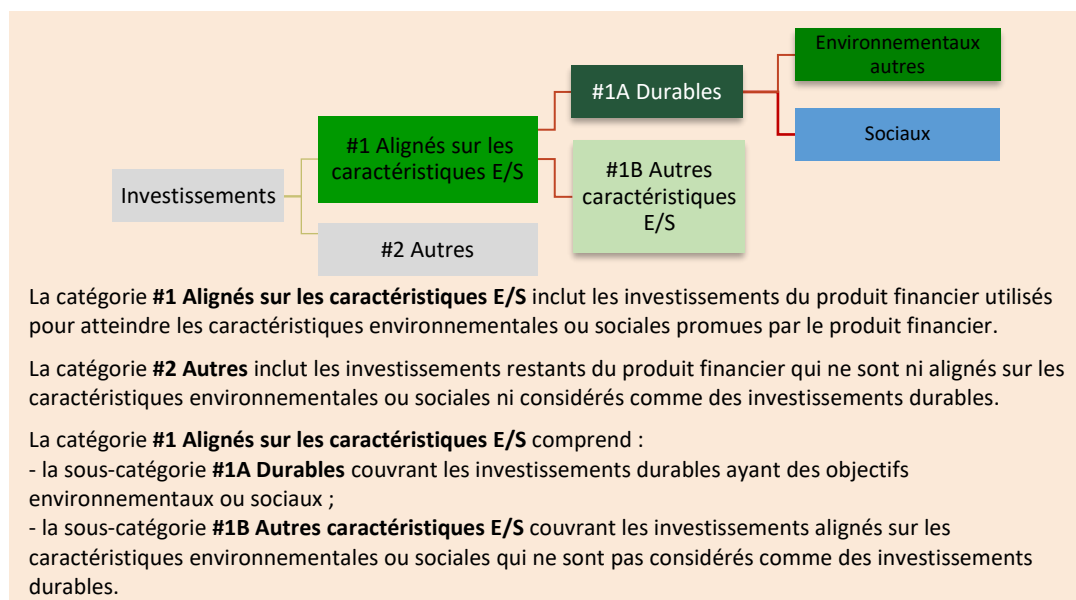 Environnementaux
autres
#1A Durables
Sociaux
#1 Alignés sur les
caractéristiques E/S
#1B Autres
caractéristiques
E/S
Investissements
#2 Autres
La catégorie #1 Alignés sur les caractéristiques E/S inclut les investissements du produit financier utilisés
pour atteindre les caractéristiques environnementales ou sociales promues par le produit financier.
La catégorie #2 Autres inclut les investissements restants du produit financier qui ne sont ni alignés sur les
caractéristiques environnementales ou sociales ni considérés comme des investissements durables.
La catégorie #1 Alignés sur les caractéristiques E/S comprend :
- la sous-catégorie #1A Durables couvrant les investissements durables ayant des objectifs
environnementaux ou sociaux ;
- la sous-catégorie #1B Autres caractéristiques E/S couvrant les investissements alignés sur les
caractéristiques environnementales ou sociales qui ne sont pas considérés comme des investissements
durables.